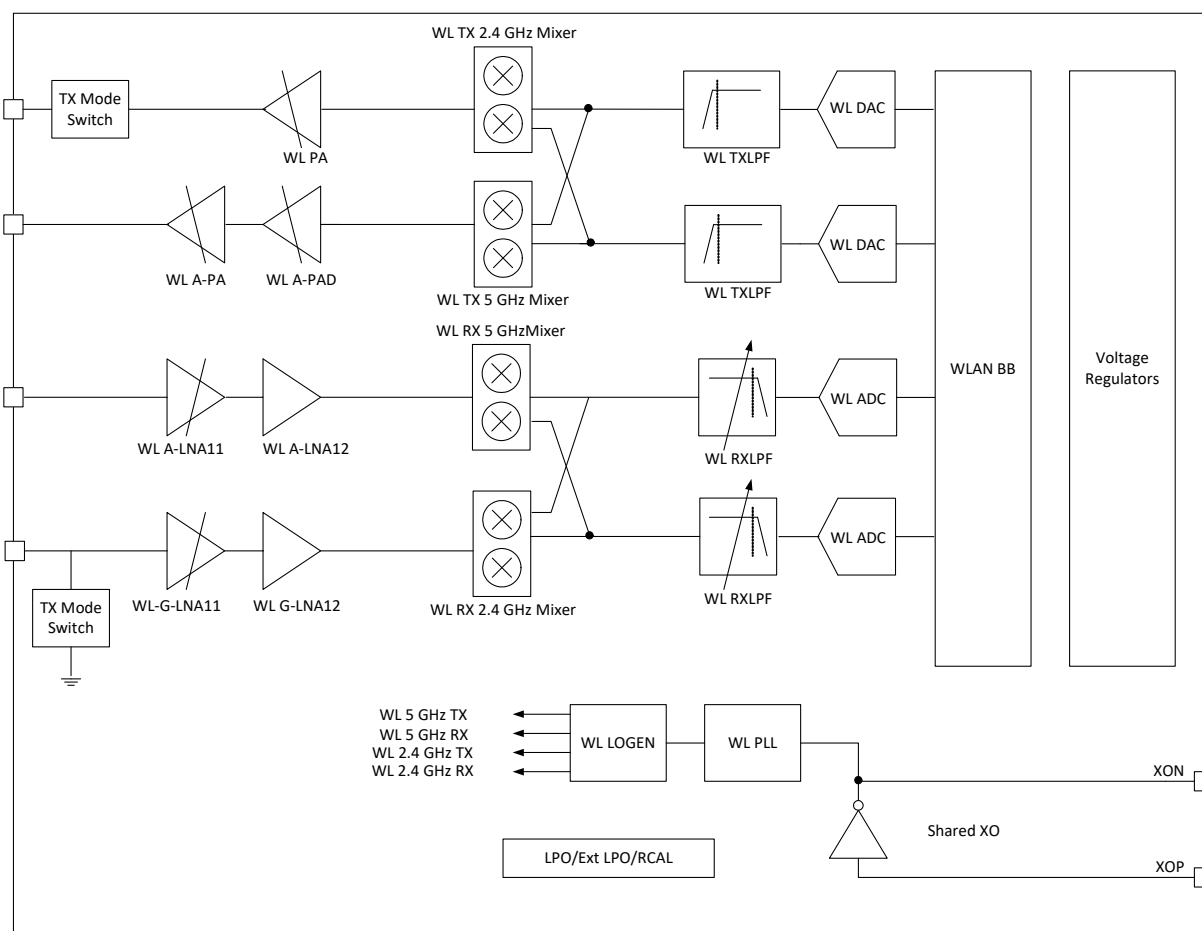 WL TX 2.4 GHz Mixer
TX Mode
Switch
WL PA
WL TXLPF
WL DAC
WL A-PA
WL A-PAD
WL TX 5 GHz Mixer
WL TXLPF
WL DAC
WL RX 5 GHzMixer
WL A-LNA11
WL A-LNA12
WL RXLPF
WL ADC
WLAN BB
Voltage
Regulators
WL-G-LNA11
WL G-LNA12
WL RX 2.4 GHz Mixer
WL RXLPF
WL ADC
TX Mode
Switch
WL 5 GHz TX
WL 5 GHz RX
WL 2.4 GHz TX
WL 2.4 GHz RX
WL LOGEN
WL PLL
XON
Shared XO
LPO/Ext LPO/RCAL
XOP